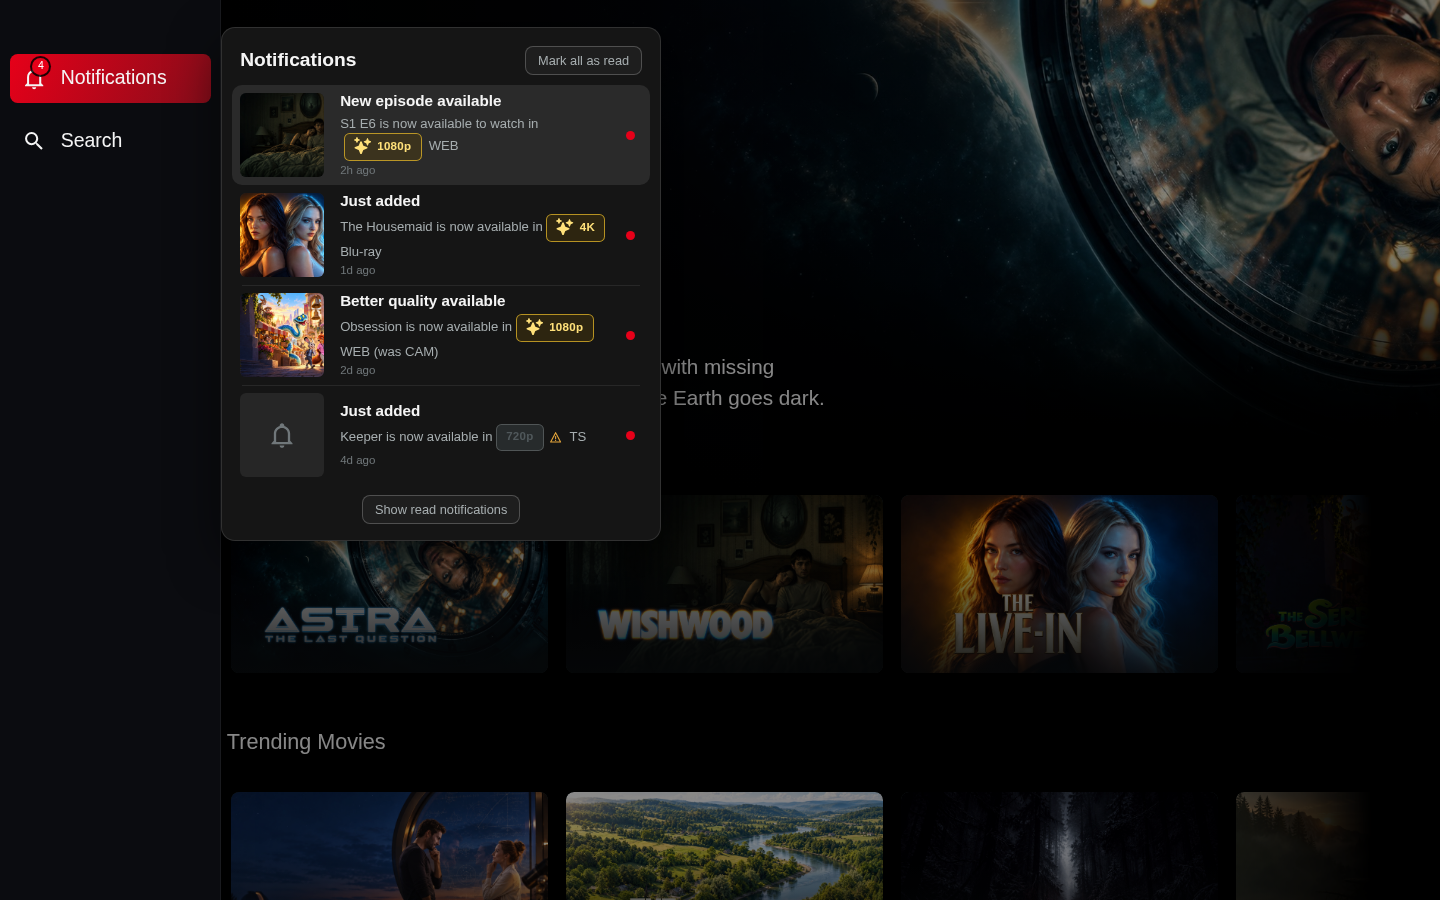 4
Notifications
Search
Notifications
Mark all as read
New episode available
S1 E6 is now available to watch in
1080p WEB
2h ago
Just added
The Housemaid is now available in 4K
Blu-ray
1d ago
Better quality available
Obsession is now available in 1080p
WEB (was CAM)
2d ago
Just added
Keeper is now available in 720p TS
4d ago
Show read notifications
with missing
e Earth goes dark.
ASTRA
THE LAST QUESTION
WISHWOOD
THE
LIVE-IN
THE
Trending Movies